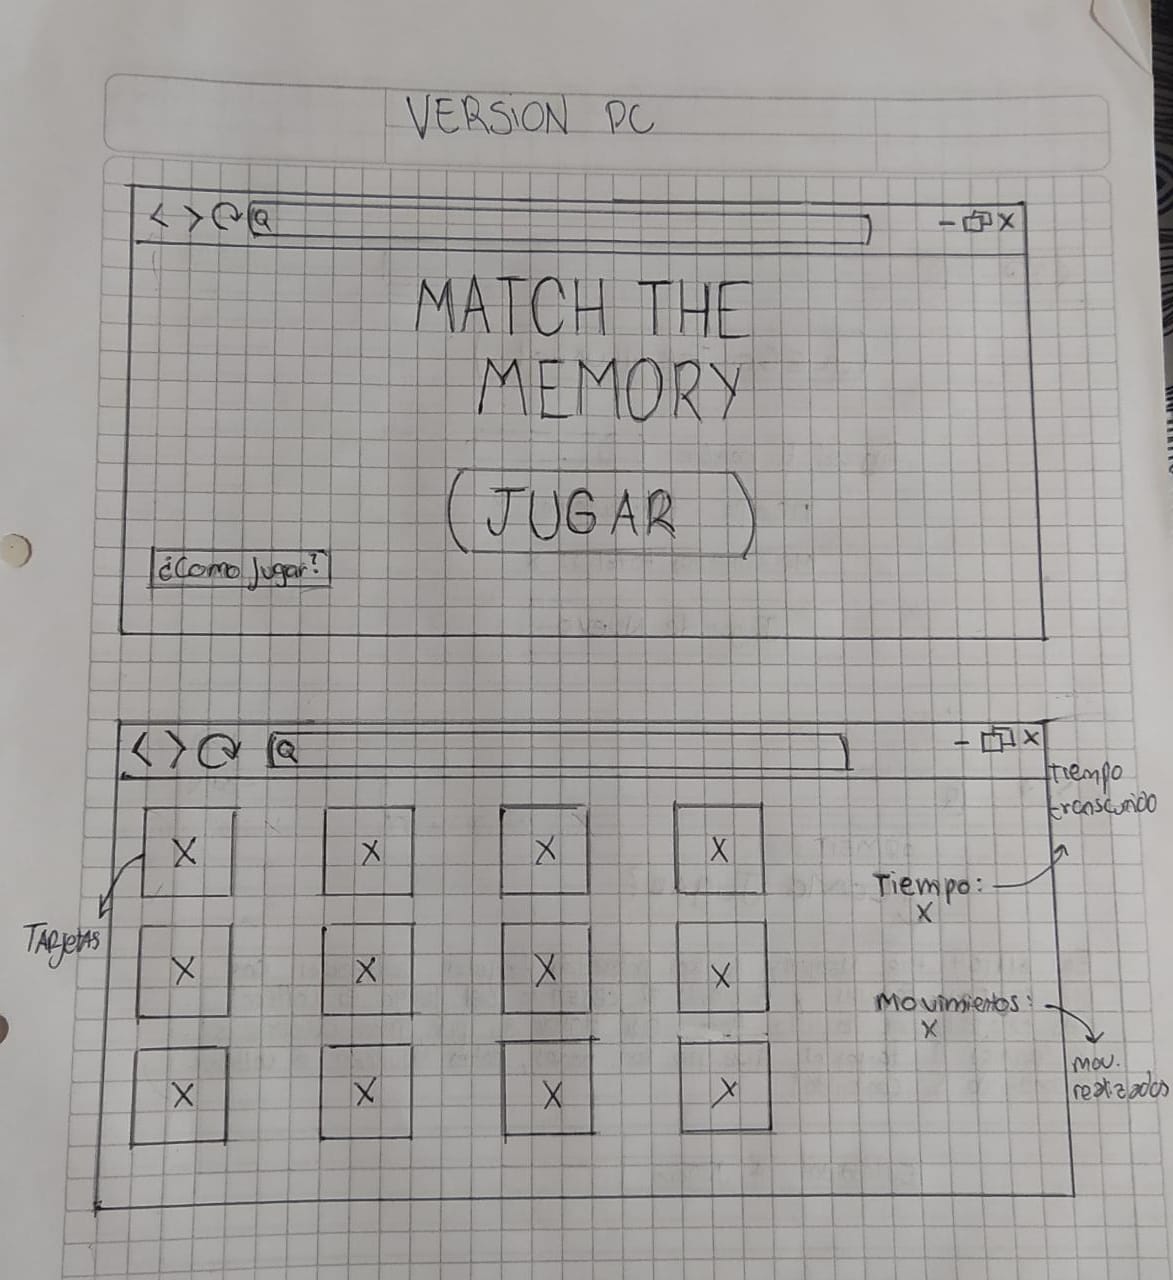 VERSION PC
< > Q - X
MATCH THE
MEMORY
(JUGAR)
¿Como Jugar?
< > Q - X
tiempo
transcurrido
X X X X
Tiempo:
X
TARjetAS
X X X X
Movimientos:
X
mov.
realizados
X X X X